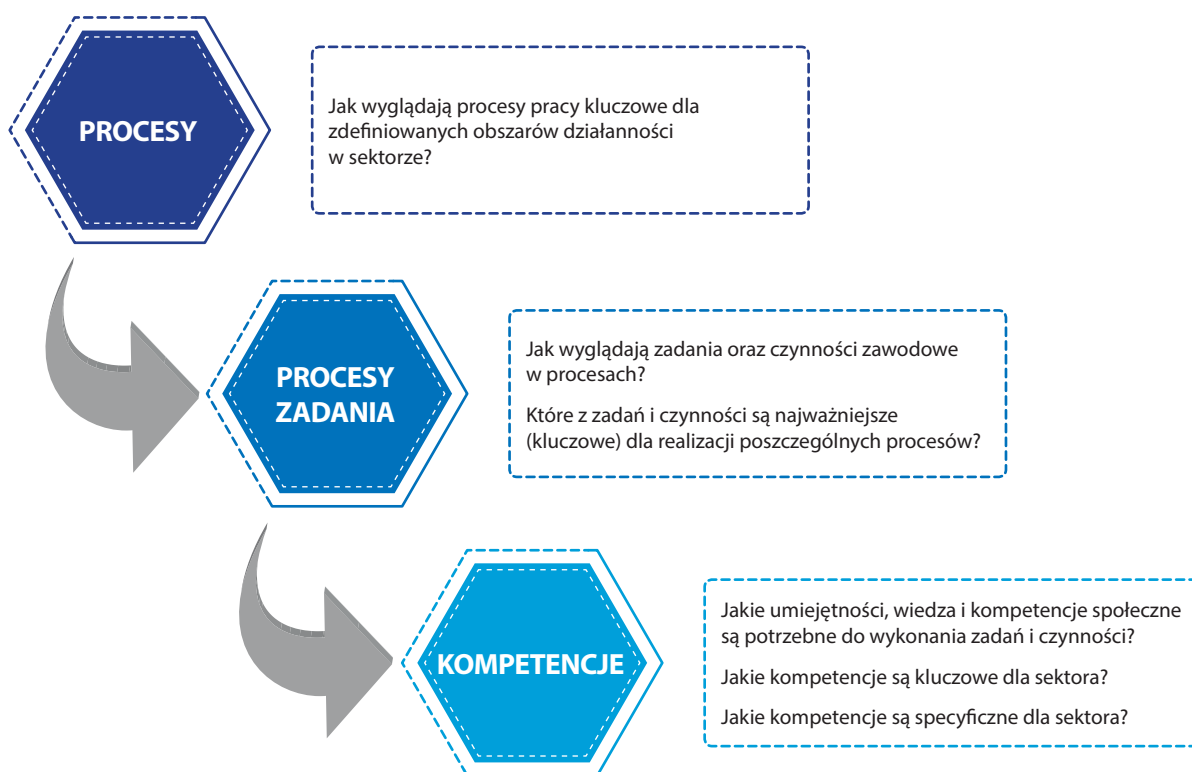 PROCESY
Jak wyglądają procesy pracy kluczowe dla
zdefiniowanych obszarów działanności
w sektorze?
PROCESY
ZADANIA
Jak wyglądają zadania oraz czynności zawodowe
w procesach?
Które z zadań i czynności są najważniejsze
(kluczowe) dla realizacji poszczególnych procesów?
KOMPETENCJE
Jakie umiejętności, wiedza i kompetencje społeczne
są potrzebne do wykonania zadań i czynności?
Jakie kompetencje są kluczowe dla sektora?
Jakie kompetencje są specyficzne dla sektora?